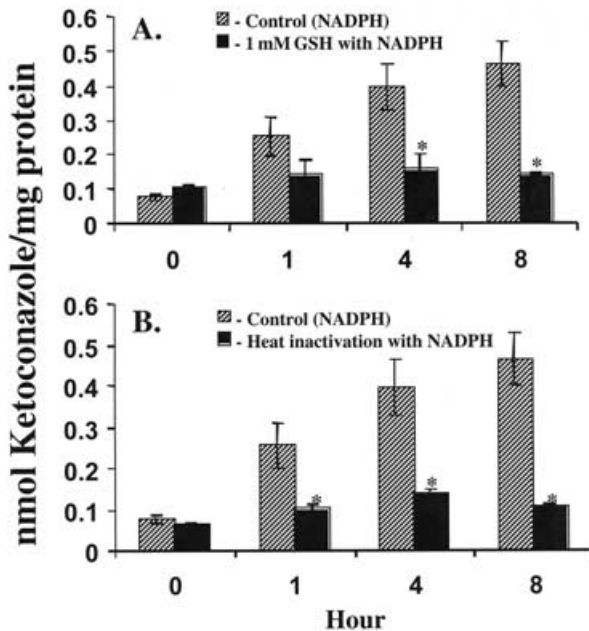 A.
- Control (NADPH)
- 1 mM GSH with NADPH
0.6
0.5
0.4
0.3
0.2
0.1
0
*
*
0 1 4 8
B.
- Control (NADPH)
- Heat inactivation with NADPH
0.6
0.5
0.4
0.3
0.2
0.1
0
*
*
*
0 1 4 8
Hour
nmol Ketoconazole/mg protein